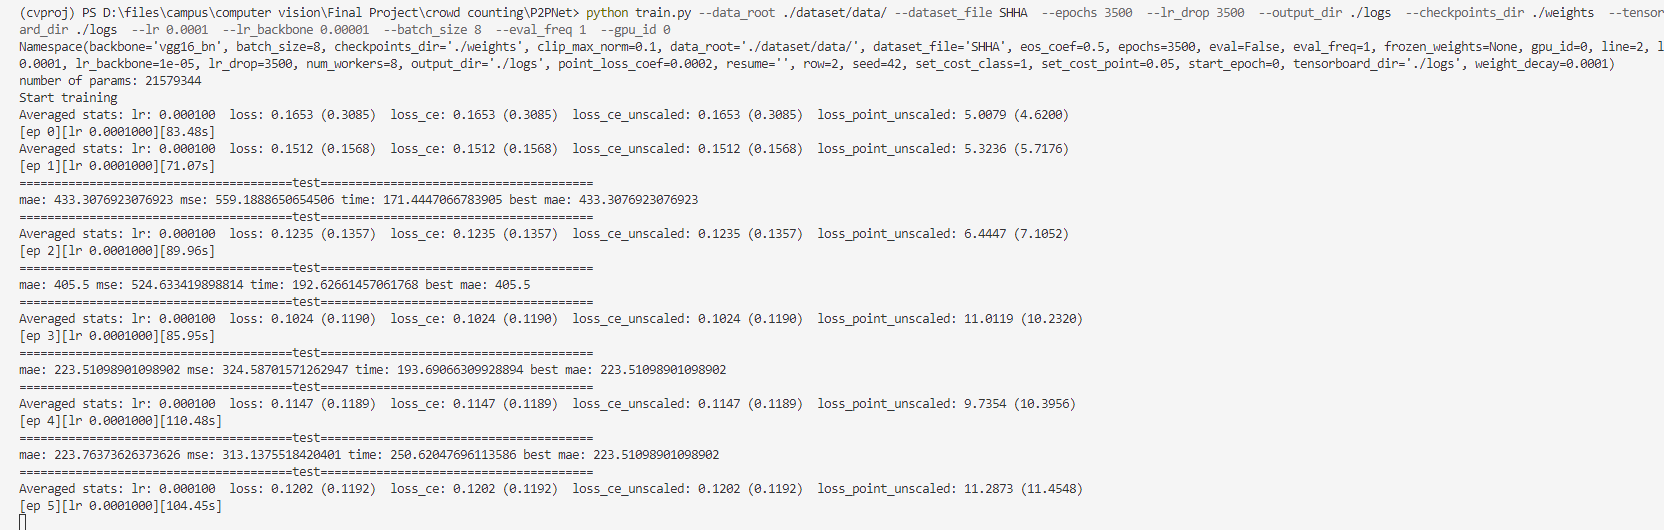 (cvproj) PS D:\files\campus\computer vision\Final Project\crowd counting\P2PNet> python train.py --data_root ./dataset/data/ --dataset_file SHHA --epochs 3500 --lr_drop 3500 --output_dir ./logs --checkpoints_dir ./weights --tensor
ard_dir ./logs --lr 0.0001 --lr_backbone 0.00001 --batch_size 8 --eval_freq 1 --gpu_id 0
Namespace(backbone='vgg16_bn', batch_size=8, checkpoints_dir='./weights', clip_max_norm=0.1, data_root='./dataset/data/', dataset_file='SHHA', eos_coef=0.5, epochs=3500, eval=False, eval_freq=1, frozen_weights=None, gpu_id=0, line=2, l
0.0001, lr_backbone=1e-05, lr_drop=3500, num_workers=8, output_dir='./logs', point_loss_coef=0.0002, resume='', row=2, seed=42, set_cost_class=1, set_cost_point=0.05, start_epoch=0, tensorboard_dir='./logs', weight_decay=0.0001)
number of params: 21579344
Start training
Averaged stats: lr: 0.000100  loss: 0.1653 (0.3085)  loss_ce: 0.1653 (0.3085)  loss_ce_unscaled: 0.1653 (0.3085)  loss_point_unscaled: 5.0079 (4.6200)
[ep 0][lr 0.0001000][83.48s]
Averaged stats: lr: 0.000100  loss: 0.1512 (0.1568)  loss_ce: 0.1512 (0.1568)  loss_ce_unscaled: 0.1512 (0.1568)  loss_point_unscaled: 5.3236 (5.7176)
[ep 1][lr 0.0001000][71.07s]
=======================================test=======================================
mae: 433.3076923076923 mse: 559.1888650654506 time: 171.4447066783905 best mae: 433.3076923076923
=======================================test=======================================
Averaged stats: lr: 0.000100  loss: 0.1235 (0.1357)  loss_ce: 0.1235 (0.1357)  loss_ce_unscaled: 0.1235 (0.1357)  loss_point_unscaled: 6.4447 (7.1052)
[ep 2][lr 0.0001000][89.96s]
=======================================test=======================================
mae: 405.5 mse: 524.633419898814 time: 192.62661457061768 best mae: 405.5
=======================================test=======================================
Averaged stats: lr: 0.000100  loss: 0.1024 (0.1190)  loss_ce: 0.1024 (0.1190)  loss_ce_unscaled: 0.1024 (0.1190)  loss_point_unscaled: 11.0119 (10.2320)
[ep 3][lr 0.0001000][85.95s]
=======================================test=======================================
mae: 223.51098901098902 mse: 324.58701571262947 time: 193.69066309928894 best mae: 223.51098901098902
=======================================test=======================================
Averaged stats: lr: 0.000100  loss: 0.1147 (0.1189)  loss_ce: 0.1147 (0.1189)  loss_ce_unscaled: 0.1147 (0.1189)  loss_point_unscaled: 9.7354 (10.3956)
[ep 4][lr 0.0001000][110.48s]
=======================================test=======================================
mae: 223.76373626373626 mse: 313.1375518420401 time: 250.62047696113586 best mae: 223.51098901098902
=======================================test=======================================
Averaged stats: lr: 0.000100  loss: 0.1202 (0.1192)  loss_ce: 0.1202 (0.1192)  loss_ce_unscaled: 0.1202 (0.1192)  loss_point_unscaled: 11.2873 (11.4548)
[ep 5][lr 0.0001000][104.45s]